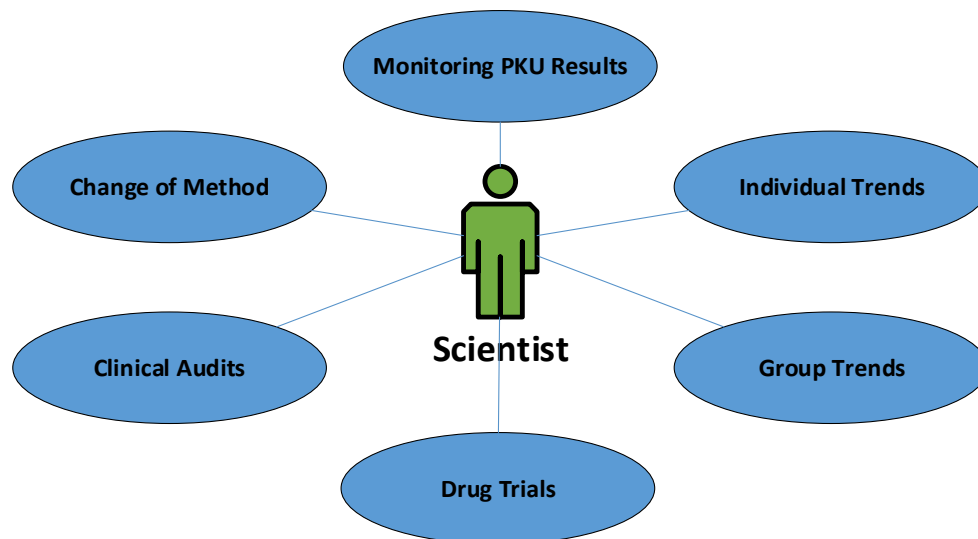 Monitoring PKU Results
Change of Method
Individual Trends
Scientist
Clinical Audits
Group Trends
Drug Trials